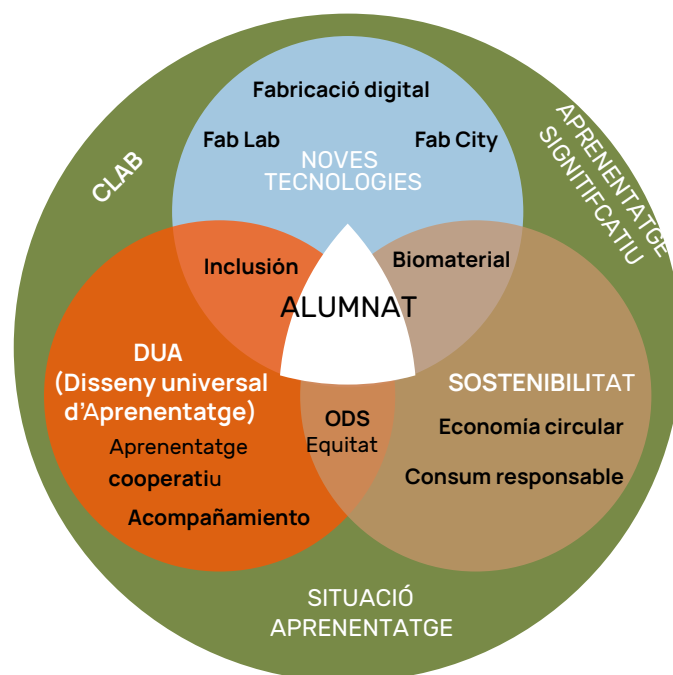 Fabricació digital
Fab Lab
Fab City
NOVES
TECNOLOGIES
CLAB
APRENENTATGE
SIGNITIFCATIU
Inclusión
Biomaterial
ALUMNAT
DUA
(Disseny universal
d'Aprenentatge)
Aprenentatge
cooperatiu
Acompañamiento
ODS
Equitat
SOSTENIBILITAT
Economía circular
Consum responsable
SITUACIÓ
APRENENTATGE